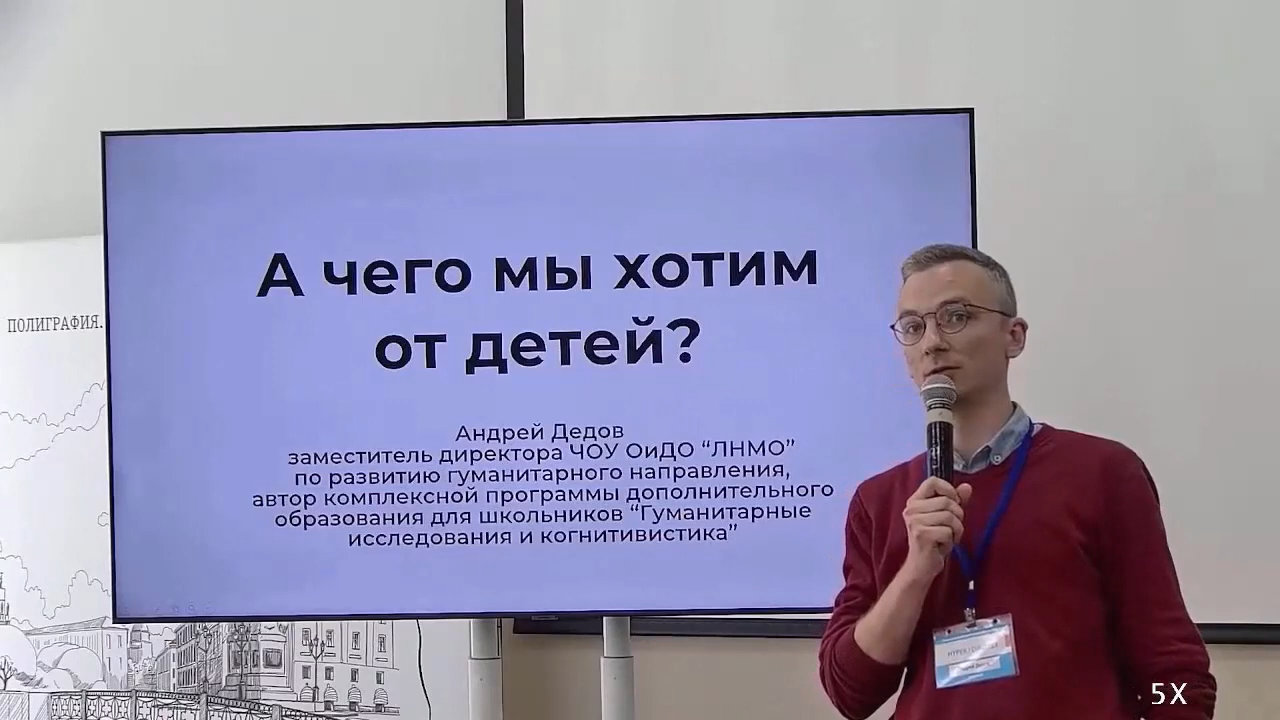 А чего мы хотим
от детей?
Андрей Дедов
заместитель директора ЧОУ ОиДО “ЛНМО”
по развитию гуманитарного направления,
автор комплексной программы дополнительного
образования для школьников “Гуманитарные
исследования и когнитивистика”
ПОЛИГРАФИЯ.
5X